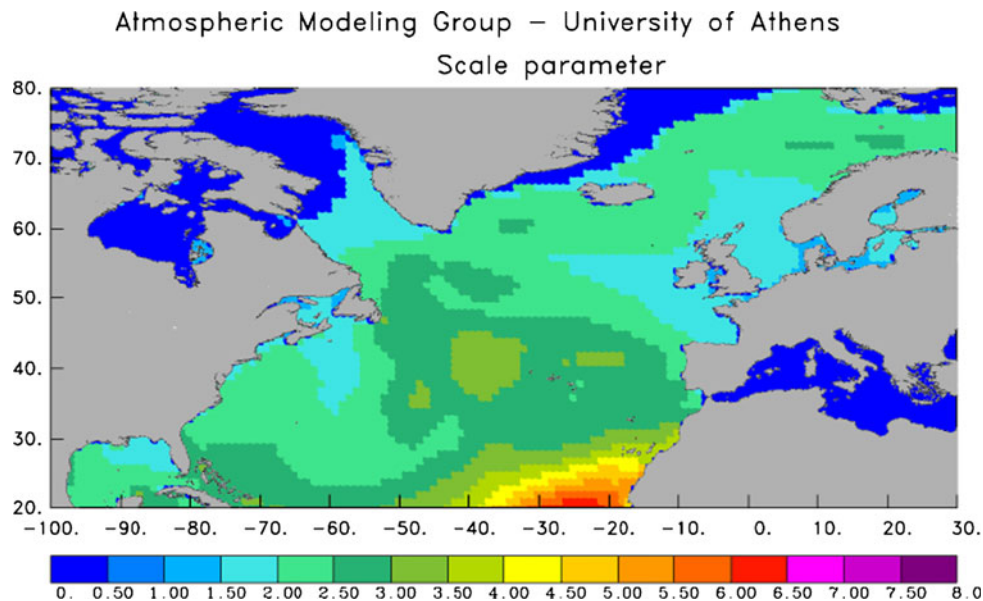 Atmospheric Modeling Group – University of Athens
Scale parameter
80.
70.
60.
50.
40.
30.
20.
-100. -90. -80. -70. -60. -50. -40. -30. -20. -10. 0. 10. 20. 30.
0. 0.50 1.00 1.50 2.00 2.50 3.00 3.50 4.00 4.50 5.00 5.50 6.00 6.50 7.00 7.50 8.0